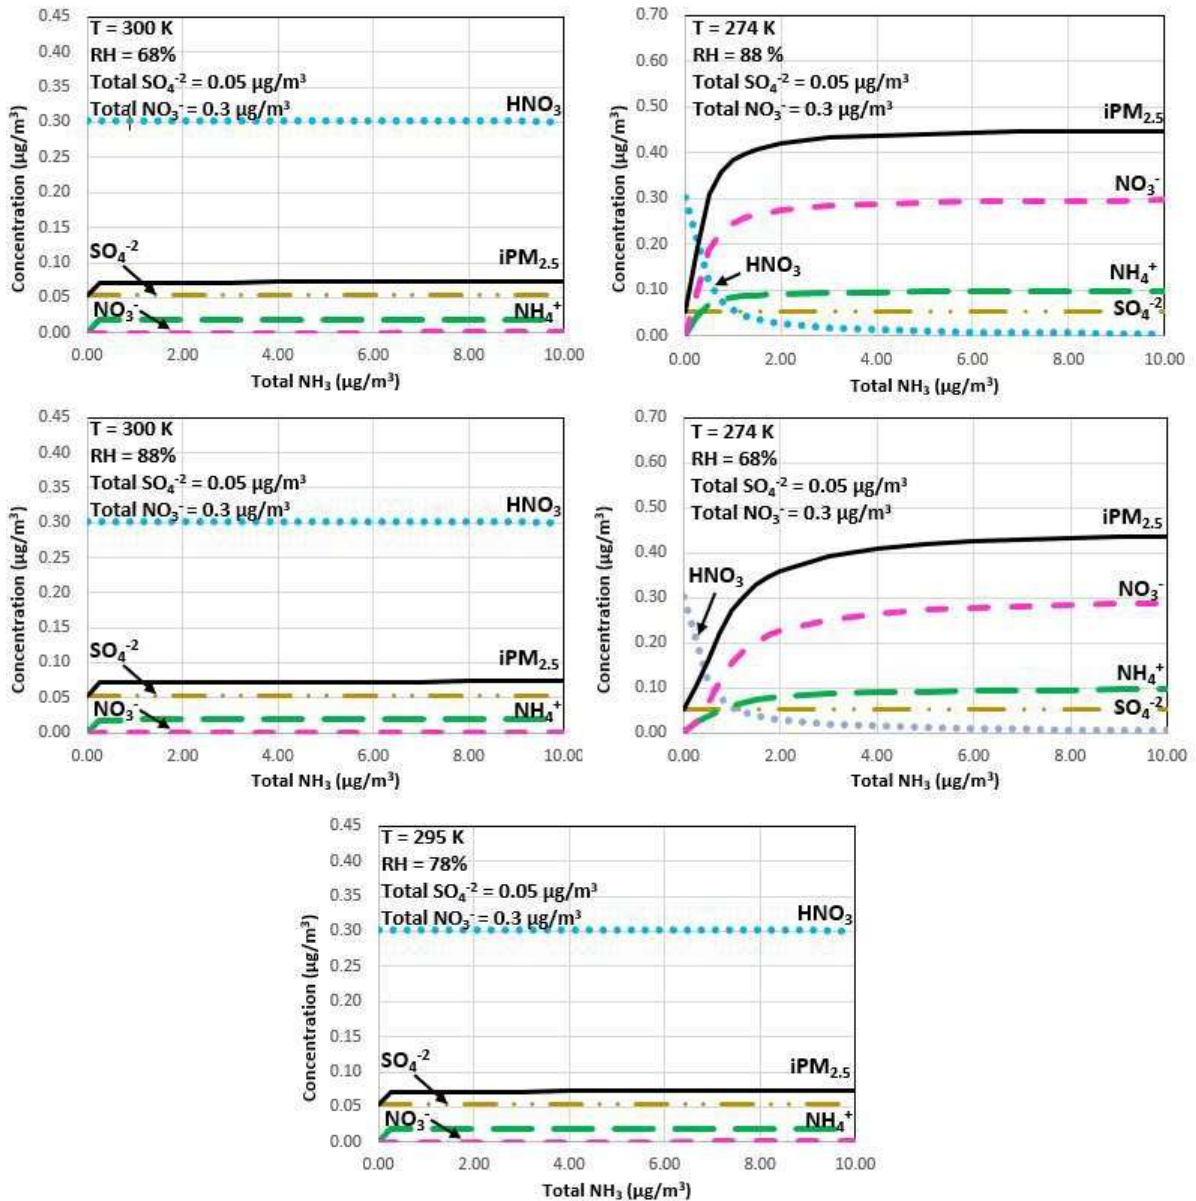 T = 300 K
RH = 68%
Total SO₄⁻² = 0.05 µg/m³
Total NO₃⁻ = 0.3 µg/m³
HNO₃
SO₄⁻²
iPM₂.₅
NO₃⁻
NH₄⁺
Concentration (µg/m³)
0.45
0.40
0.35
0.30
0.25
0.20
0.15
0.10
0.05
0.00
0.00 2.00 4.00 6.00 8.00 10.00
Total NH₃ (µg/m³)
T = 274 K
RH = 88 %
Total SO₄⁻² = 0.05 µg/m³
Total NO₃⁻ = 0.3 µg/m³
iPM₂.₅
NO₃⁻
HNO₃
NH₄⁺
SO₄⁻²
Concentration (µg/m³)
0.70
0.60
0.50
0.40
0.30
0.20
0.10
0.00
0.00 2.00 4.00 6.00 8.00 10.00
Total NH₃ (µg/m³)
T = 300 K
RH = 88%
Total SO₄⁻² = 0.05 µg/m³
Total NO₃⁻ = 0.3 µg/m³
HNO₃
SO₄⁻²
iPM₂.₅
NO₃⁻
NH₄⁺
Concentration (µg/m³)
0.45
0.40
0.35
0.30
0.25
0.20
0.15
0.10
0.05
0.00
0.00 2.00 4.00 6.00 8.00 10.00
Total NH₃ (µg/m³)
T = 274 K
RH = 68%
Total SO₄⁻² = 0.05 µg/m³
Total NO₃⁻ = 0.3 µg/m³
iPM₂.₅
HNO₃
NO₃⁻
NH₄⁺
SO₄⁻²
Concentration (µg/m³)
0.70
0.60
0.50
0.40
0.30
0.20
0.10
0.00
0.00 2.00 4.00 6.00 8.00 10.00
Total NH₃ (µg/m³)
T = 295 K
RH = 78%
Total SO₄⁻² = 0.05 µg/m³
Total NO₃⁻ = 0.3 µg/m³
HNO₃
SO₄⁻²
iPM₂.₅
NO₃⁻
NH₄⁺
Concentration (µg/m³)
0.45
0.40
0.35
0.30
0.25
0.20
0.15
0.10
0.05
0.00
0.00 2.00 4.00 6.00 8.00 10.00
Total NH₃ (µg/m³)